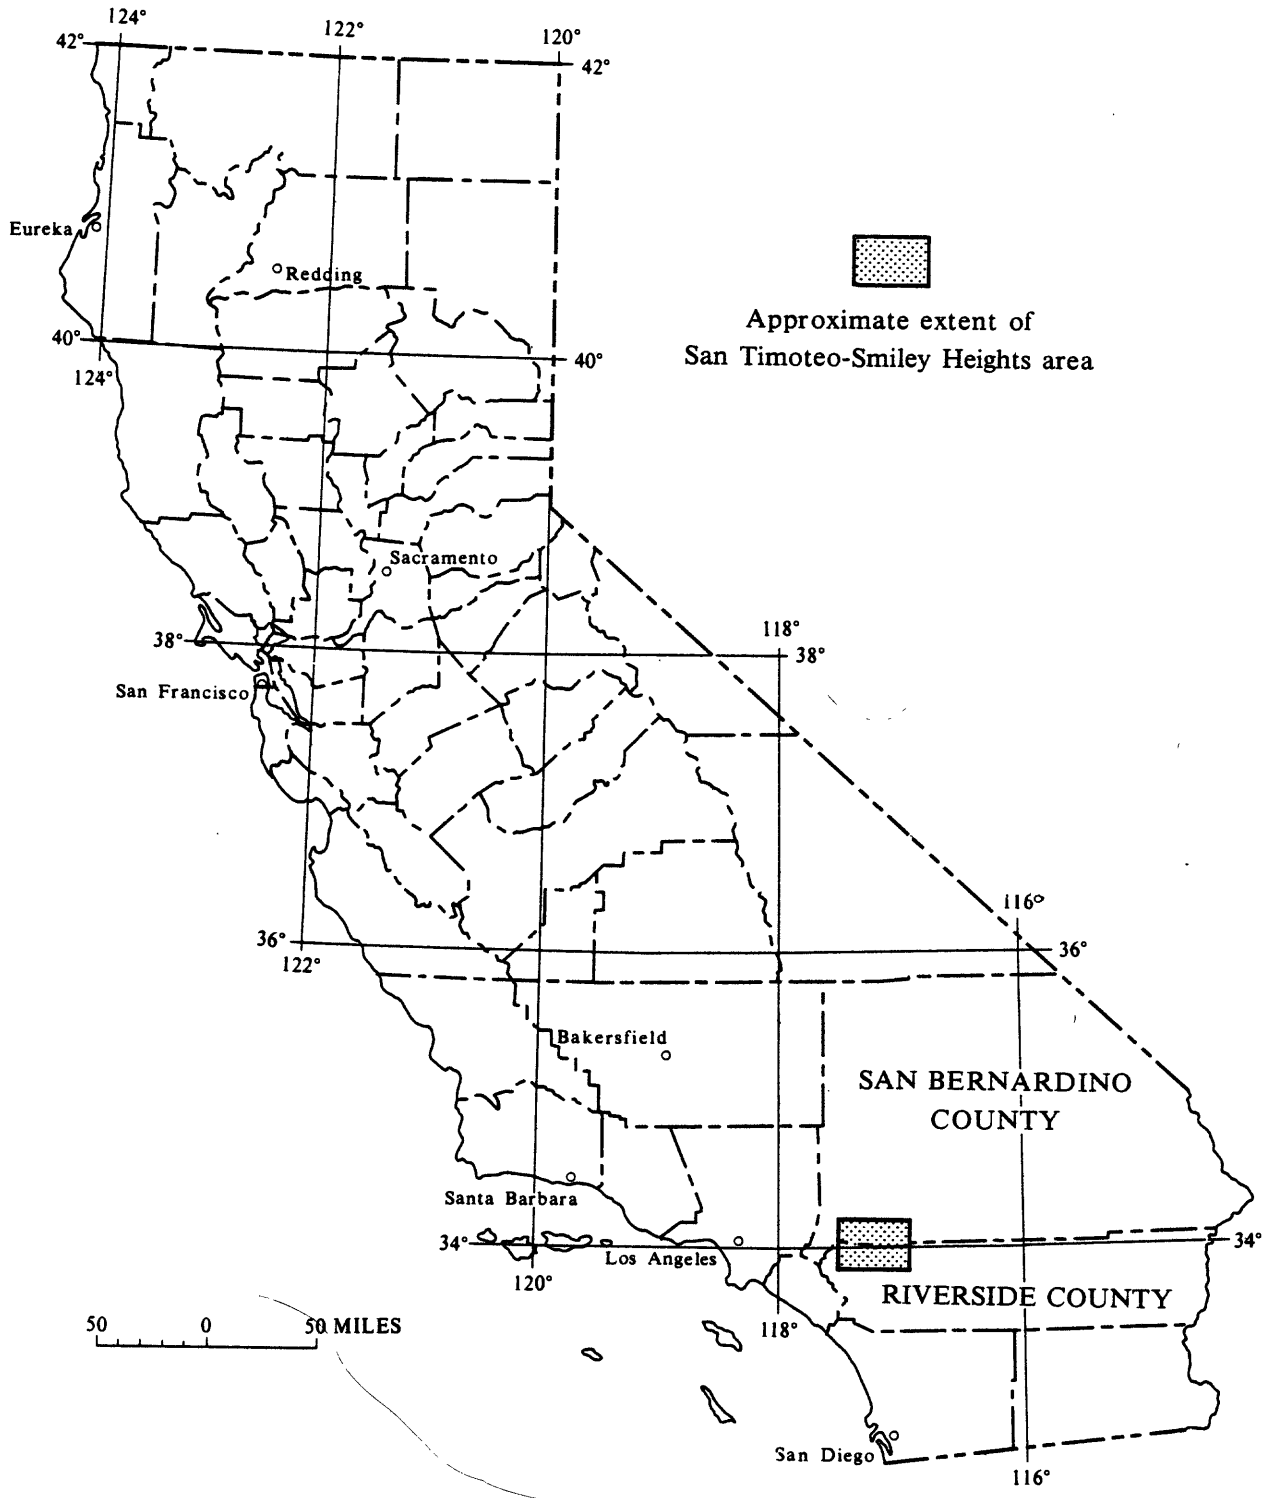 124°
122°
120°
42°
42°
Eureka
Redding
Approximate extent of
San Timoteo-Smiley Heights area
40°
40°
124°
Sacramento
118°
38°
38°
San Francisco
116°
36°
36°
122°
Bakersfield
SAN BERNARDINO
COUNTY
Santa Barbara
34°
34°
Los Angeles
120°
RIVERSIDE COUNTY
50 0 50 MILES
118°
San Diego
116°